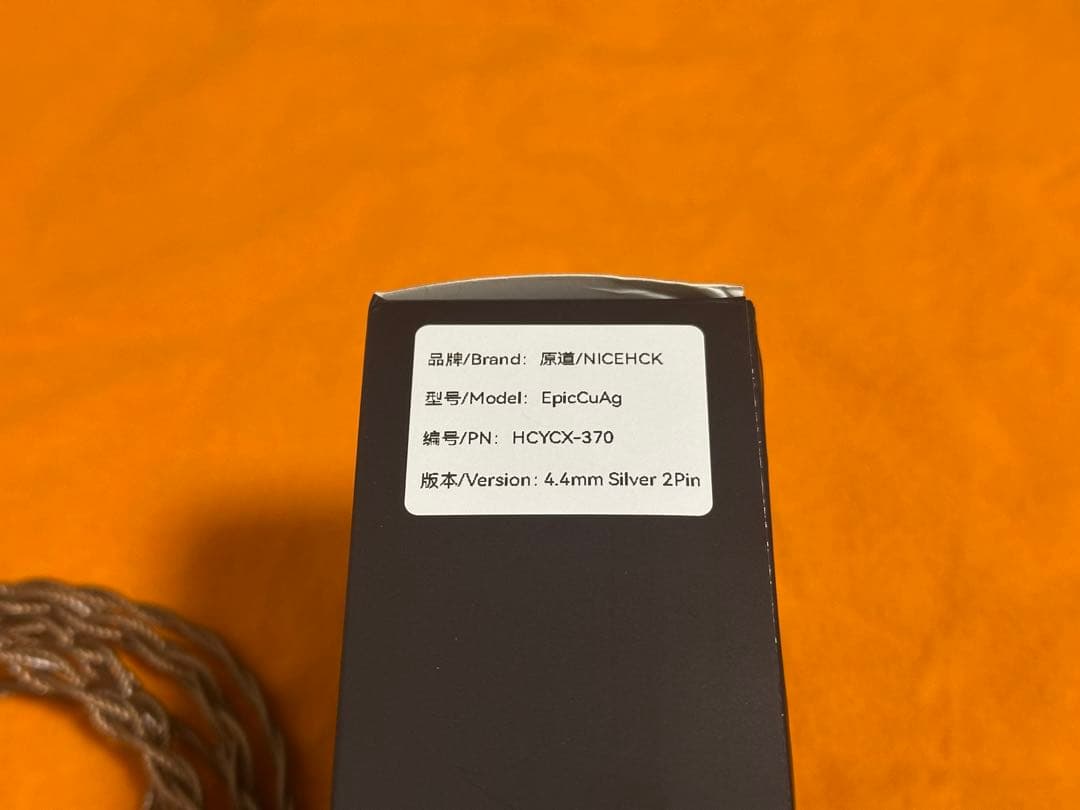 品牌/Brand: 原道/NICEHCK
型号/Model: EpicCuAg
编号/PN: HCYCX-370
版本/Version: 4.4mm Silver 2Pin